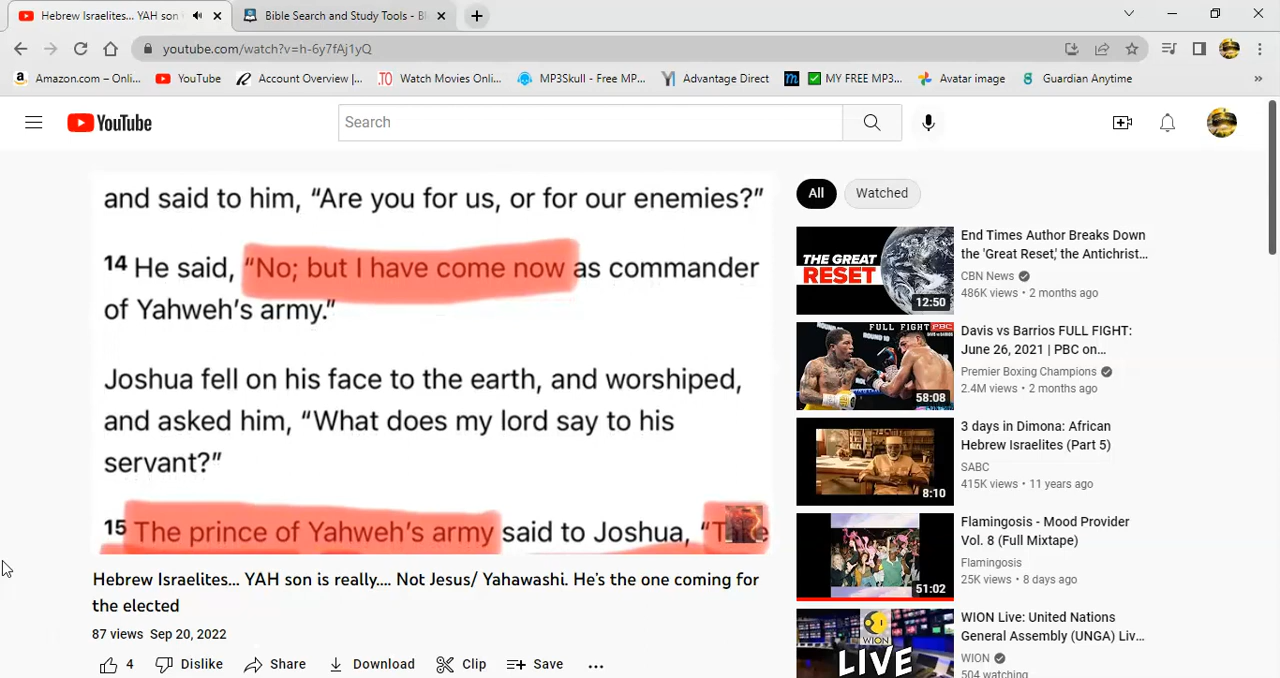 Hebrew Israelites... YAH son
Bible Search and Study Tools - B
youtube.com/watch?v=h-6y7fAj1yQ
Amazon.com – Onli...
YouTube
Account Overview |...
Watch Movies Onli...
MP3Skull - Free MP...
Advantage Direct
MY FREE MP3...
Avatar image
Guardian Anytime
YouTube
Search
and said to him, “Are you for us, or for our enemies?”
14 He said, “No; but I have come now as commander
of Yahweh’s army.”
Joshua fell on his face to the earth, and worshiped,
and asked him, “What does my lord say to his
servant?”
15 The prince of Yahweh’s army said to Joshua, “Take
Hebrew Israelites... YAH son is really.... Not Jesus/ Yahawashi. He's the one coming for
the elected
87 views Sep 20, 2022
4 Dislike Share Download Clip Save ...
All Watched
THE GREAT
RESET
12:50
End Times Author Breaks Down
the 'Great Reset,' the Antichrist...
CBN News
486K views • 2 months ago
FULL FIGHT PBC
58:08
Davis vs Barrios FULL FIGHT:
June 26, 2021 | PBC on...
Premier Boxing Champions
2.4M views • 2 months ago
8:10
3 days in Dimona: African
Hebrew Israelites (Part 5)
SABC
415K views • 11 years ago
51:02
Flamingosis - Mood Provider
Vol. 8 (Full Mixtape)
Flamingosis
25K views • 8 days ago
LIVE
WION Live: United Nations
General Assembly (UNGA) Liv...
WION
504 watching